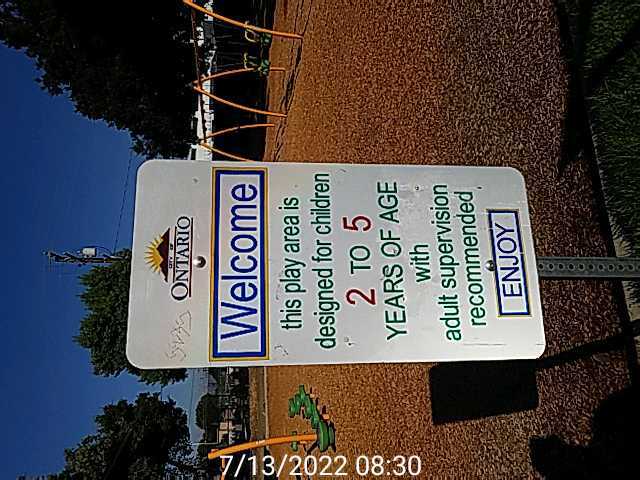 CITY OF
ONTARIO
Welcome
this play area is
designed for children
2 TO 5
YEARS OF AGE
with
adult supervision
recommended
ENJOY
7/13/2022 08:30